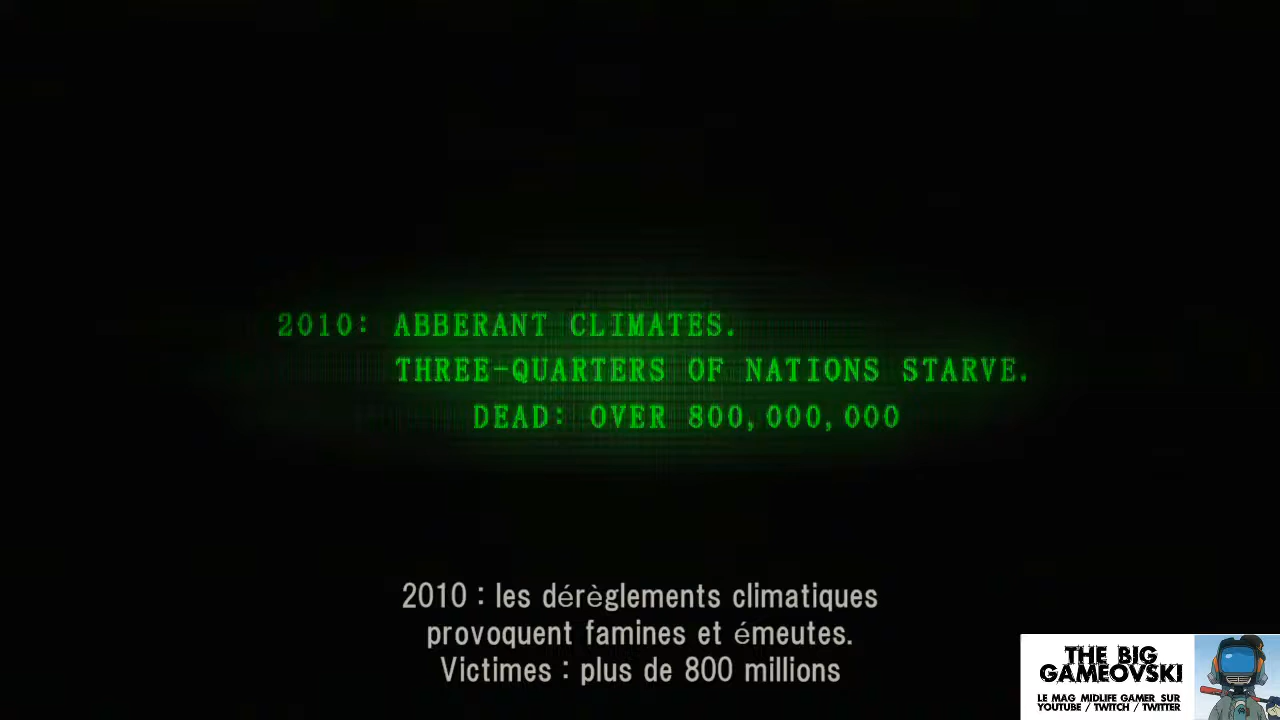 2010: ABBERANT CLIMATES.
THREE-QUARTERS OF NATIONS STARVE.
DEAD: OVER 800,000,000
2010 : les dérèglements climatiques
provoquent famines et émeutes.
Victimes : plus de 800 millions
THE BIG
GAMEOVSKI
LE MAG MIDLIFE GAMER SUR
YOUTUBE / TWITCH / TWITTER